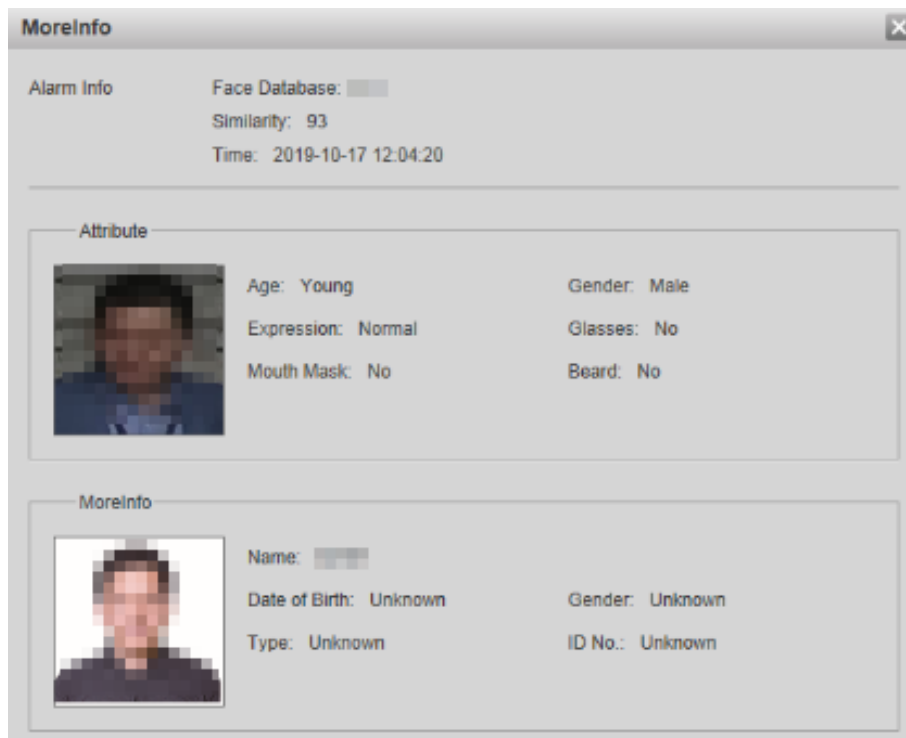 MoreInfo
Alarm Info
Face Database:
Similarity: 93
Time: 2019-10-17 12:04:20
Attribute
Age: Young Gender: Male
Expression: Normal Glasses: No
Mouth Mask: No Beard: No
MoreInfo
Name:
Date of Birth: Unknown Gender: Unknown
Type: Unknown ID No.: Unknown